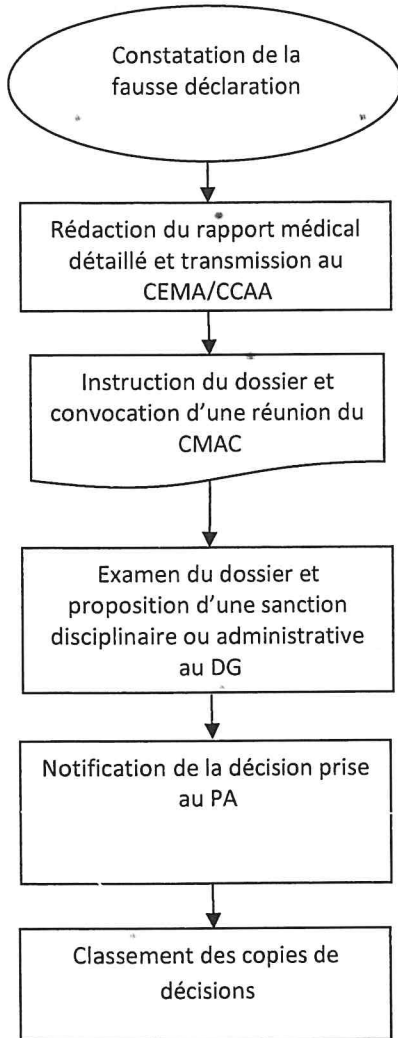 Constatation de la
fausse déclaration
Rédaction du rapport médical
détaillé et transmission au
CEMA/CCAA
Instruction du dossier et
convocation d'une réunion du
CMAC
Examen du dossier et
proposition d'une sanction
disciplinaire ou administrative
au DG
Notification de la décision prise
au PA
Classement des copies de
décisions